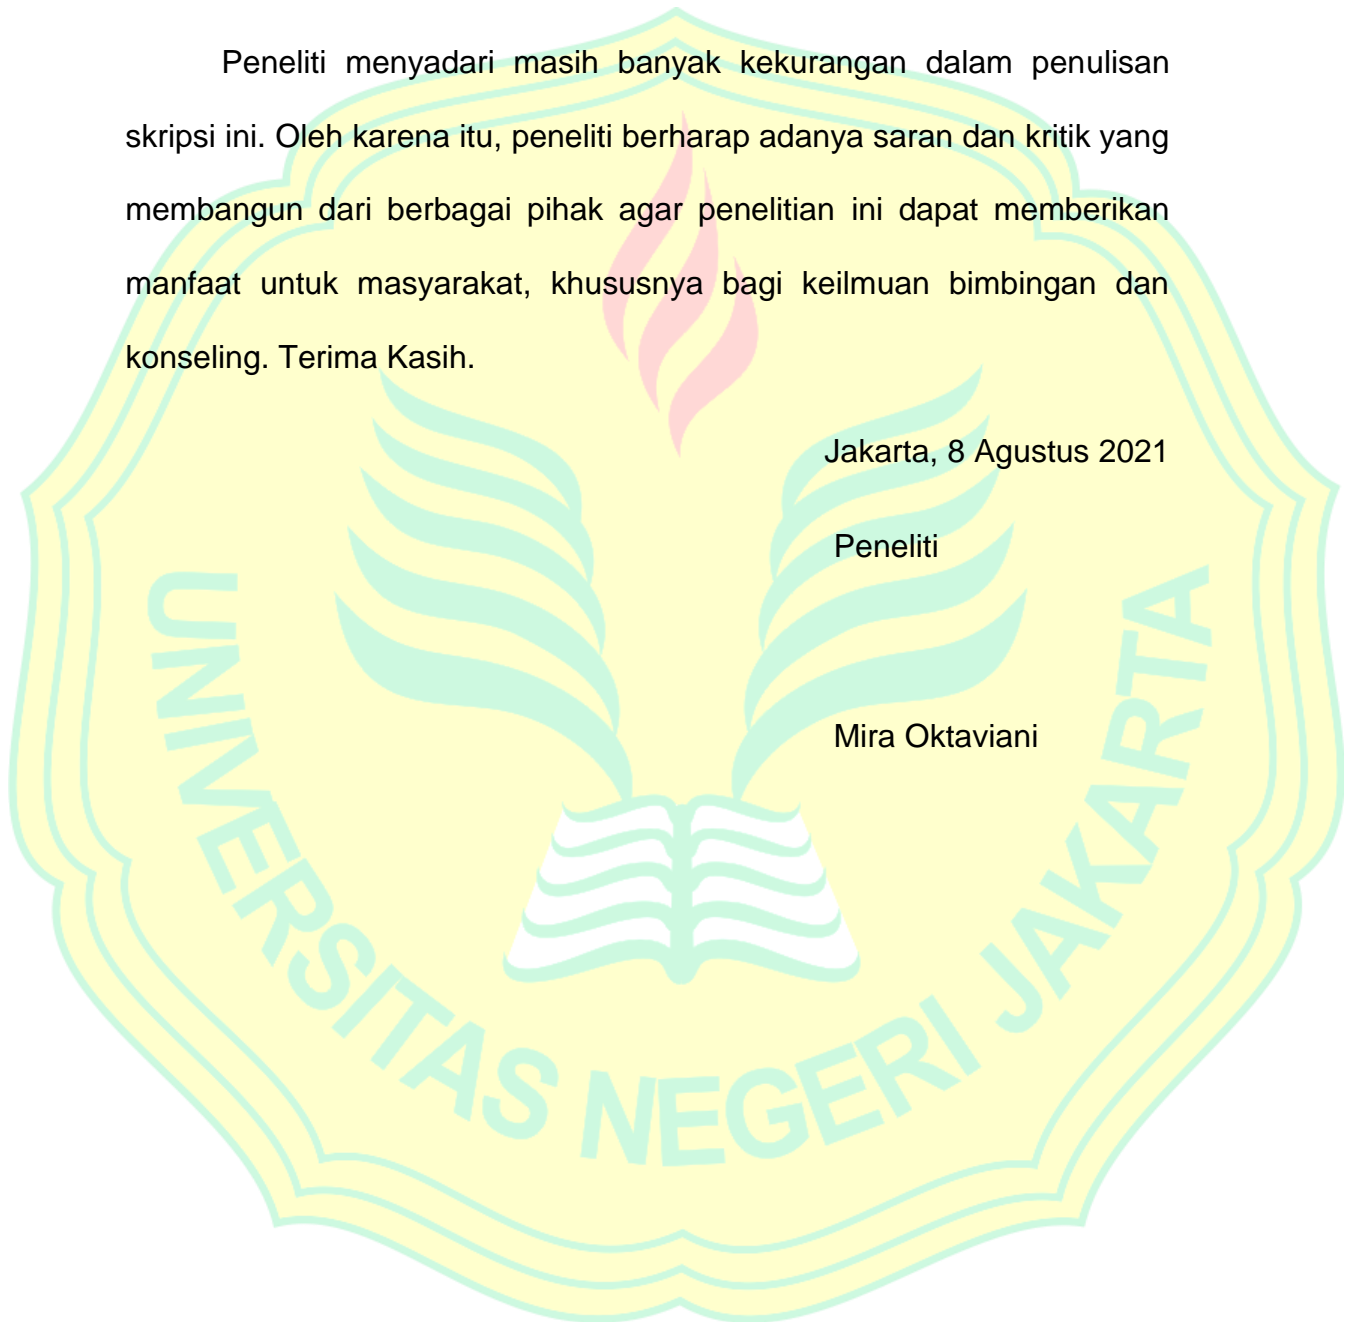 Peneliti menyadari masih banyak kekurangan dalam penulisan
skripsi ini. Oleh karena itu, peneliti berharap adanya saran dan kritik yang
membangun dari berbagai pihak agar penelitian ini dapat memberikan
manfaat untuk masyarakat, khususnya bagi keilmuan bimbingan dan
konseling. Terima Kasih.
Jakarta, 8 Agustus 2021
Peneliti
Mira Oktaviani
UNIVERSITAS NEGERI JAKARTA